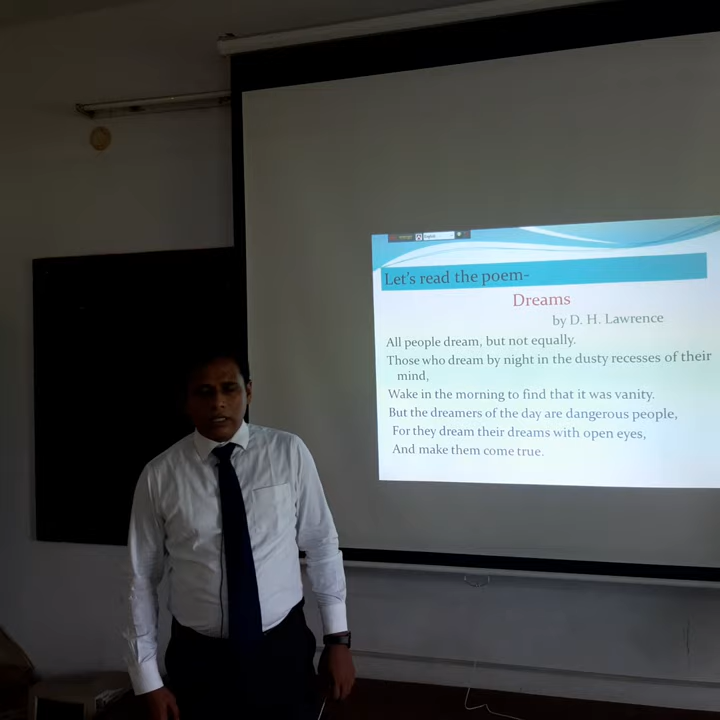 Let's read the poem-
Dreams
by D. H. Lawrence
All people dream, but not equally.
Those who dream by night in the dusty recesses of their
mind,
Wake in the morning to find that it was vanity.
But the dreamers of the day are dangerous people,
For they dream their dreams with open eyes,
And make them come true.